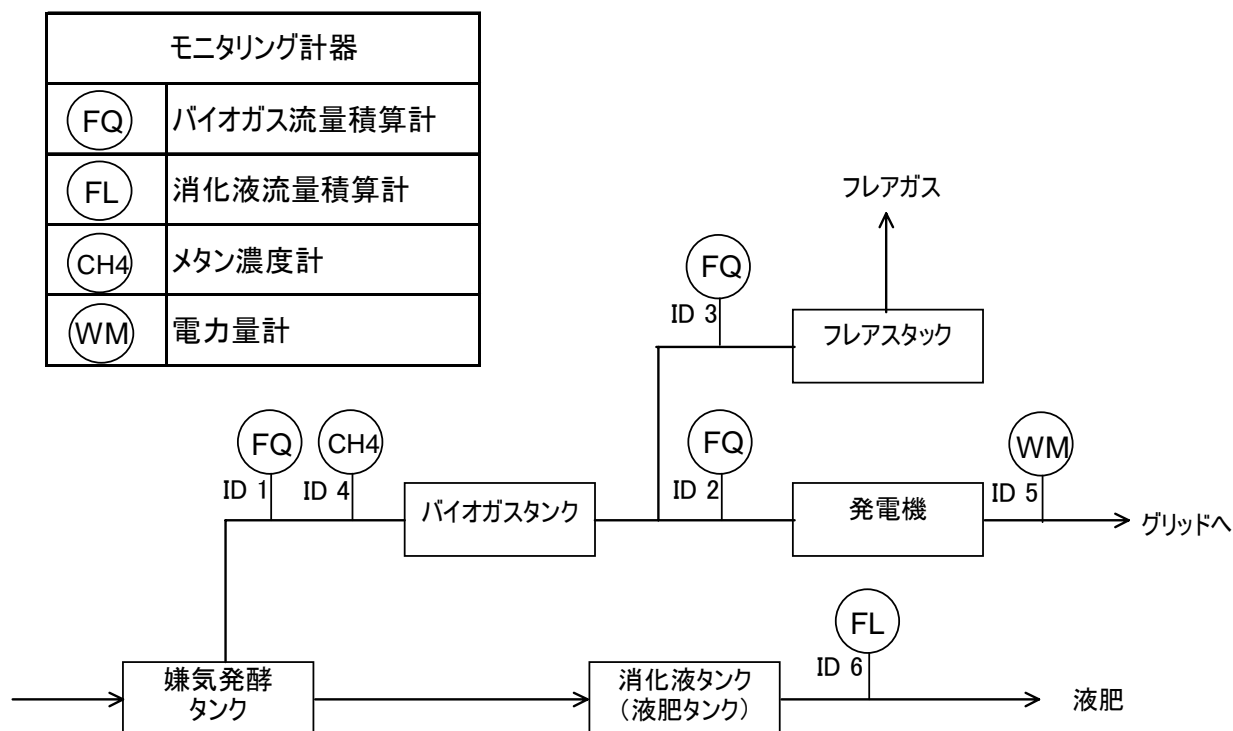 モニタリング計器
FQ バイオガス流量積算計
FL 消化液流量積算計
CH4 メタン濃度計
WM 電力量計
フレアガス
FQ
ID 3
フレアスタック
FQ
CH4
FQ
WM
ID 1
ID 4
ID 2
ID 5
バイオガスタンク
発電機
グリッドへ
FL
ID 6
嫌気発酵
タンク
消化液タンク
（液肥タンク）
液肥